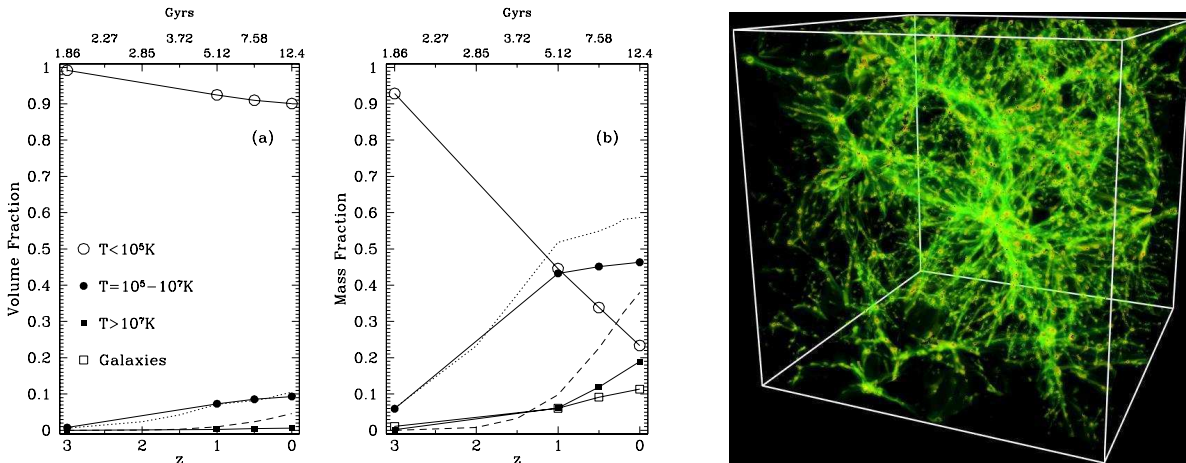 Gyrs
2.27 3.72 7.58
1.86 2.85 5.12 12.4
Volume Fraction
1
0.9
0.8
0.7
0.6
0.5
0.4
0.3
0.2
0.1
0
(a)
T<10⁵K
T=10⁵−10⁷K
T>10⁷K
Galaxies
3 2 1 0
z
Gyrs
2.27 3.72 7.58
1.86 2.85 5.12 12.4
Mass Fraction
1
0.9
0.8
0.7
0.6
0.5
0.4
0.3
0.2
0.1
0
(b)
3 2 1 0
z